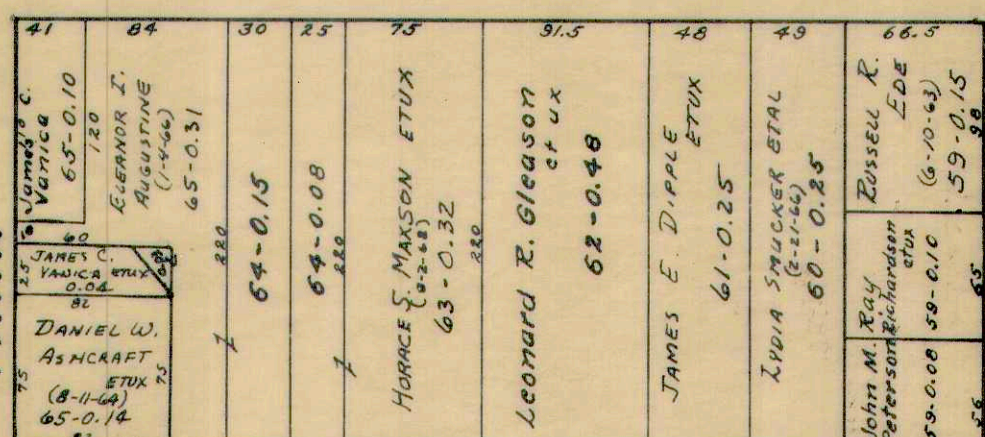 41
84
30
25
75
91.5
48
49
66.5
James C.
Vanica
65-0.10
120
ELEANOR I.
AUGUSTINE
(1-4-66)
65-0.31
60
25
JAMES C.
VANICA ETUX
0.04
82
DANIEL W.
ASHCRAFT
ETUX
(8-11-64)
65-0.14
75
75
220
64-0.15
64-0.08
220
HORACE S. MAKSON ETUX
63-0.32
220
Leonard R. Gleason
et ux
62-0.48
JAMES E. DIPPLE
ETUX
61-0.25
LYDIA SMUCKER ETAL
(2-21-66)
60-0.25
RUSSELL R.
EDE
(6-10-63)
59-0.15
98
Ray
Richardson
etux
59-0.10
65
John M.
Peterson
59-0.08
56